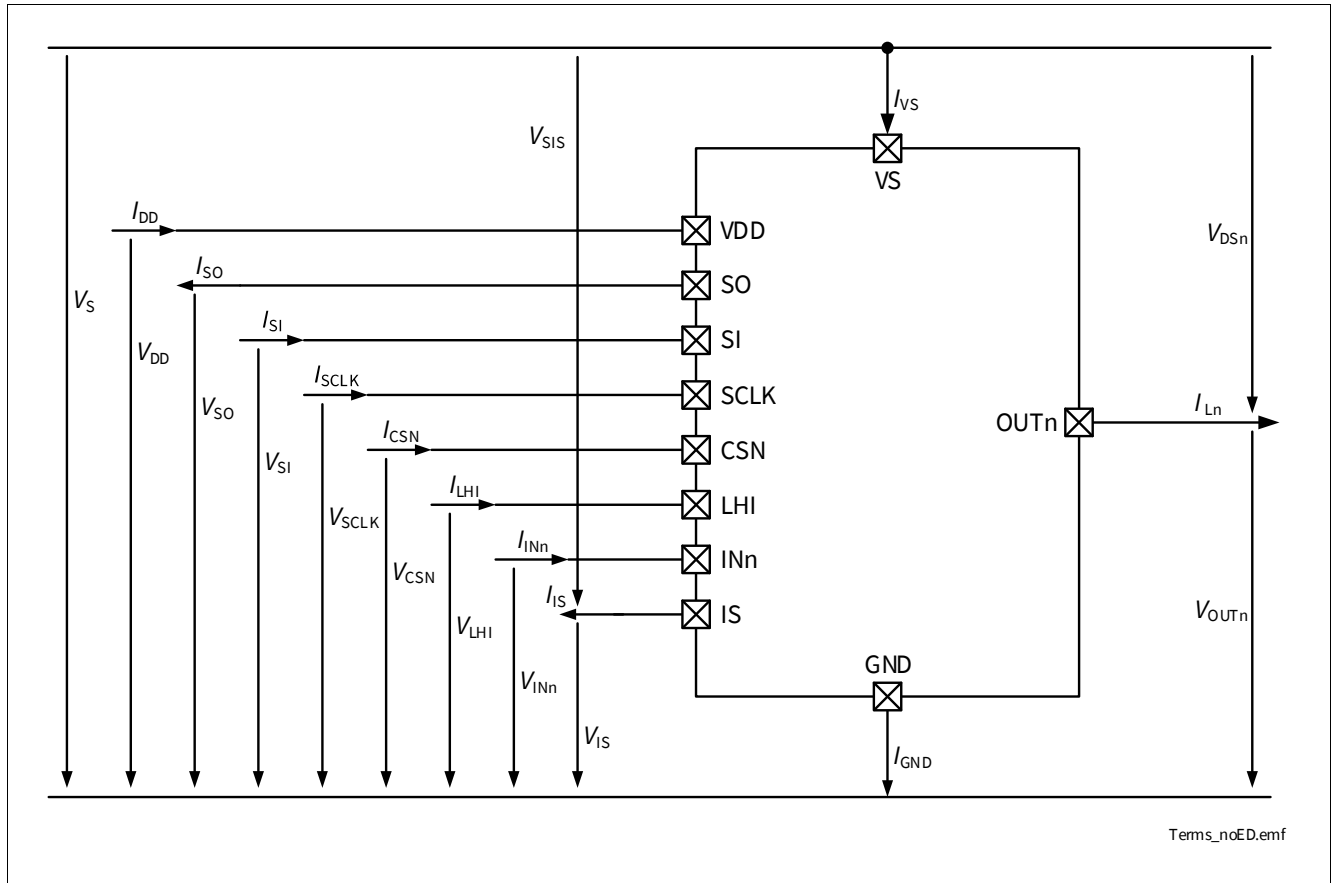 I_VS
VS
V_SIS
I_DD
VDD
V_DSn
I_SO
SO
V_S
I_SI
SI
V_DD
I_SCLK
SCLK
V_SO
I_CSN
CSN
OUTn
I_Ln
V_SI
I_LHI
LHI
V_SCLK
I_INn
INn
V_CSN
I_IS
IS
V_LHI
V_OUTn
GND
V_INn
V_IS
I_GND
Terms_noED.emf